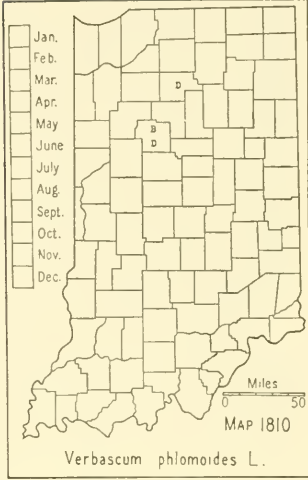 Jan.
Feb.
Mar.
Apr.
May
June
July
Aug.
Sept.
Oct.
Nov.
Dec.
D
B
D
Miles
0 50
MAP 1810
Verbascum phlomoides L.